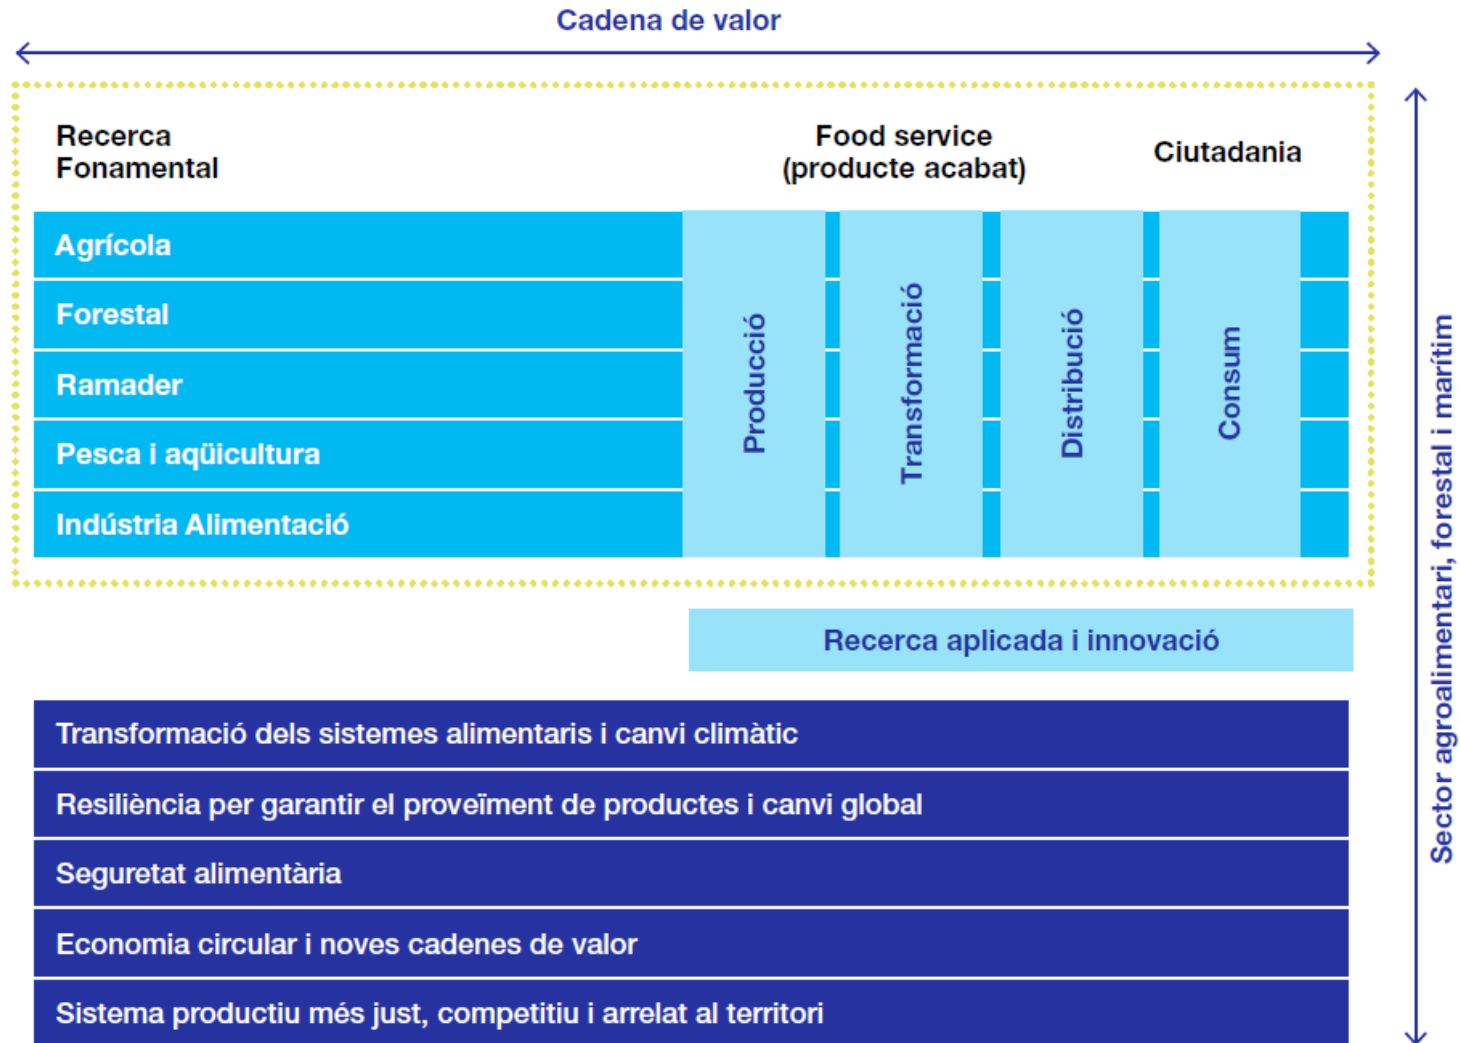 Cadena de valor
Recerca
Fonamental
Food service
(producte acabat)
Ciutadania
Agrícola
Forestal
Ramader
Pesca i aqüicultura
Indústria Alimentació
Producció
Transformació
Distribució
Consum
Recerca aplicada i innovació
Transformació dels sistemes alimentaris i canvi climàtic
Resiliència per garantir el proveïment de productes i canvi global
Seguretat alimentària
Economia circular i noves cadenes de valor
Sistema productiu més just, competitiu i arrelat al territori
Sector agroalimentari, forestal i marítim